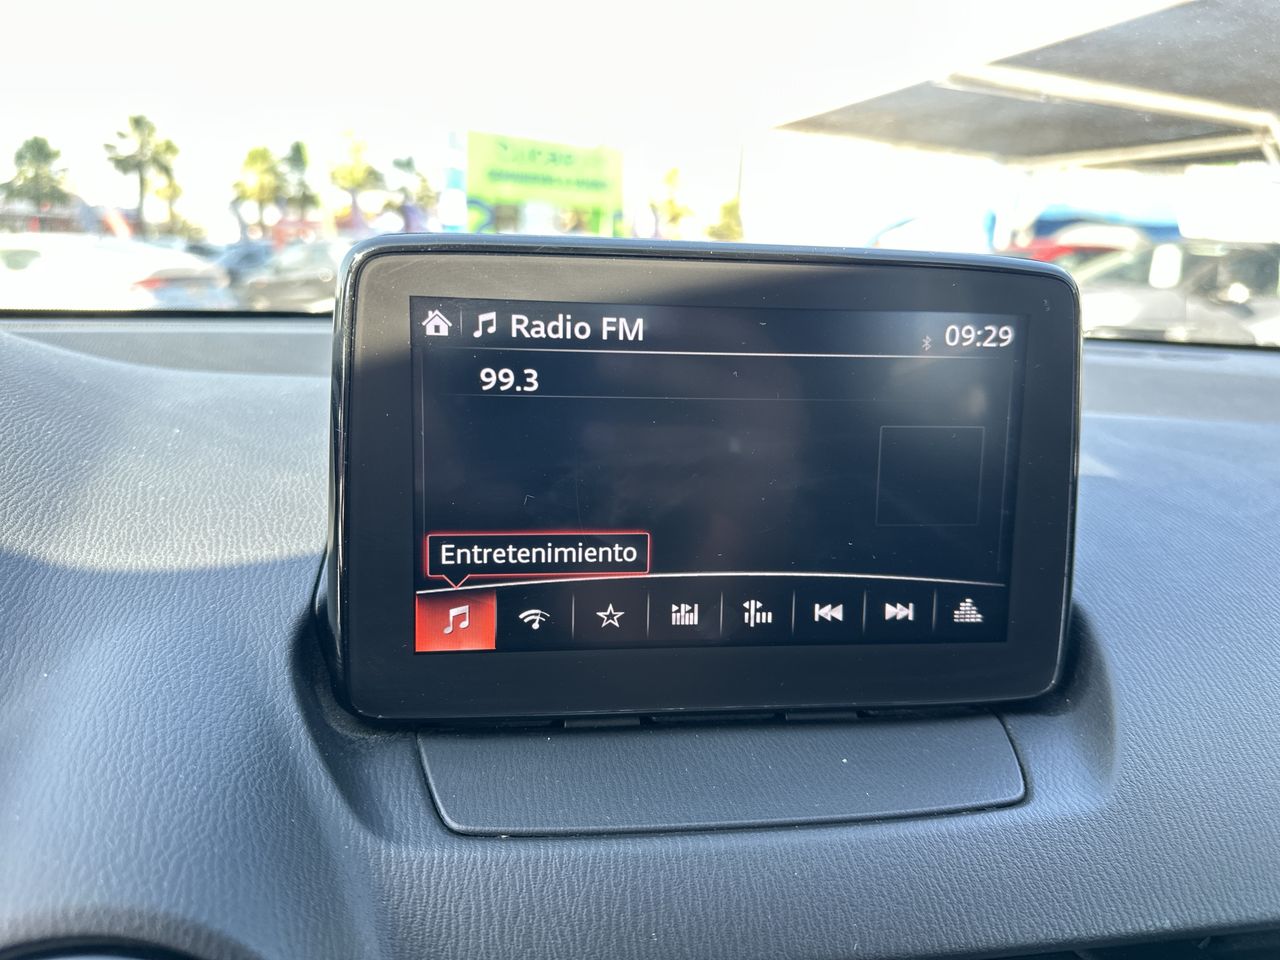 Radio FM
09:29
99.3
Entretenimiento